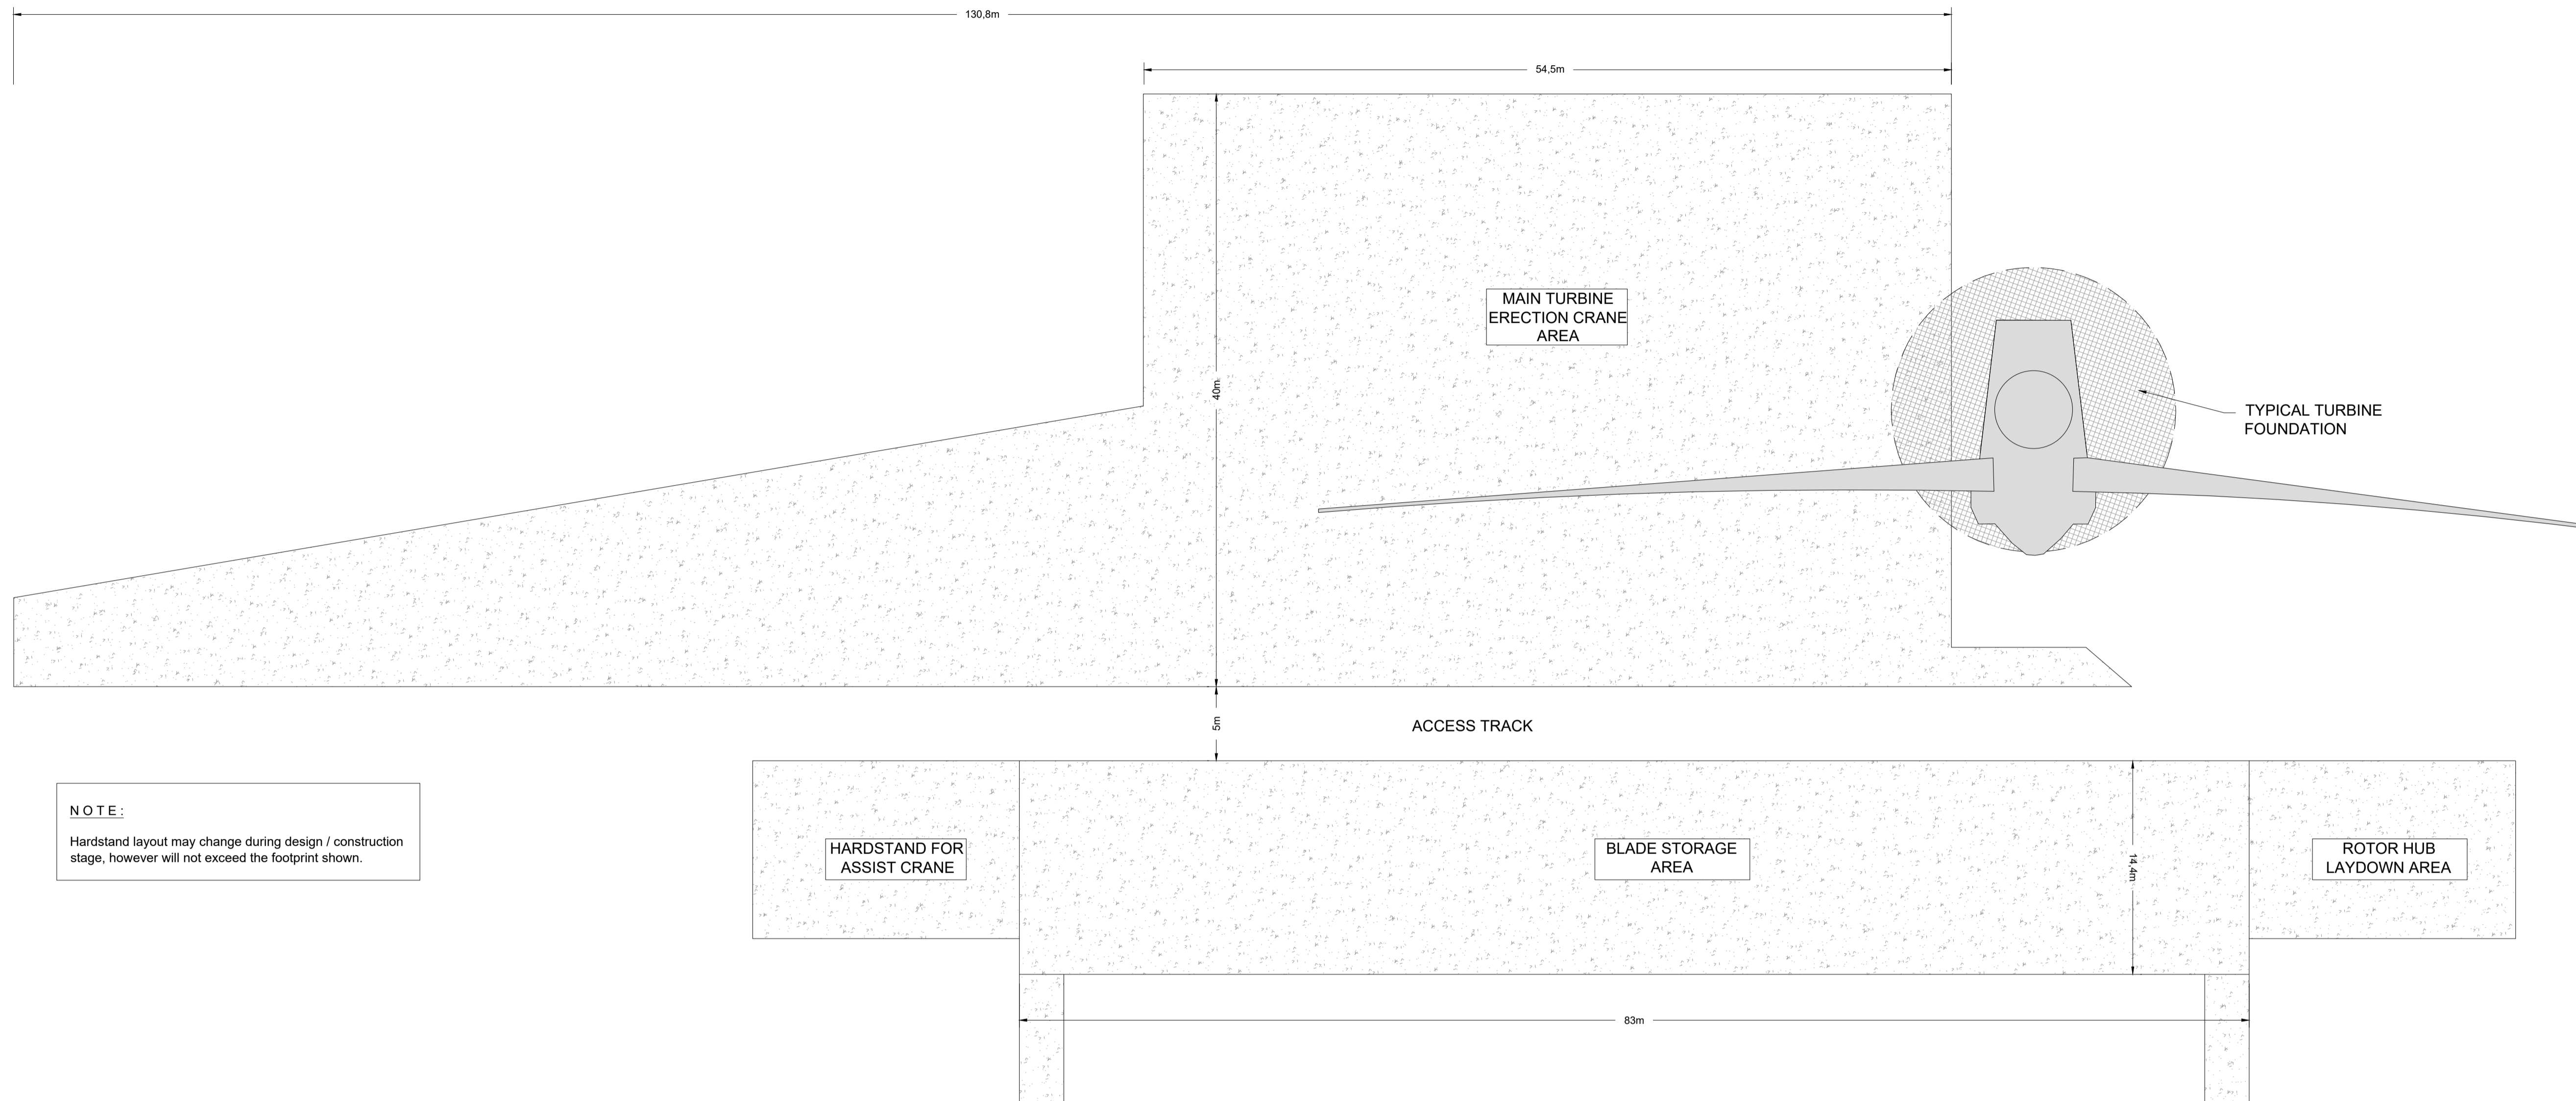 130,8m
54,5m
MAIN TURBINE
ERECTION CRANE
AREA
40m
TYPICAL TURBINE
FOUNDATION
5m
ACCESS TRACK
NOTE:
Hardstand layout may change during design / construction
stage, however will not exceed the footprint shown.
HARDSTAND FOR
ASSIST CRANE
BLADE STORAGE
AREA
14,4m
ROTOR HUB
LAYDOWN AREA
83m